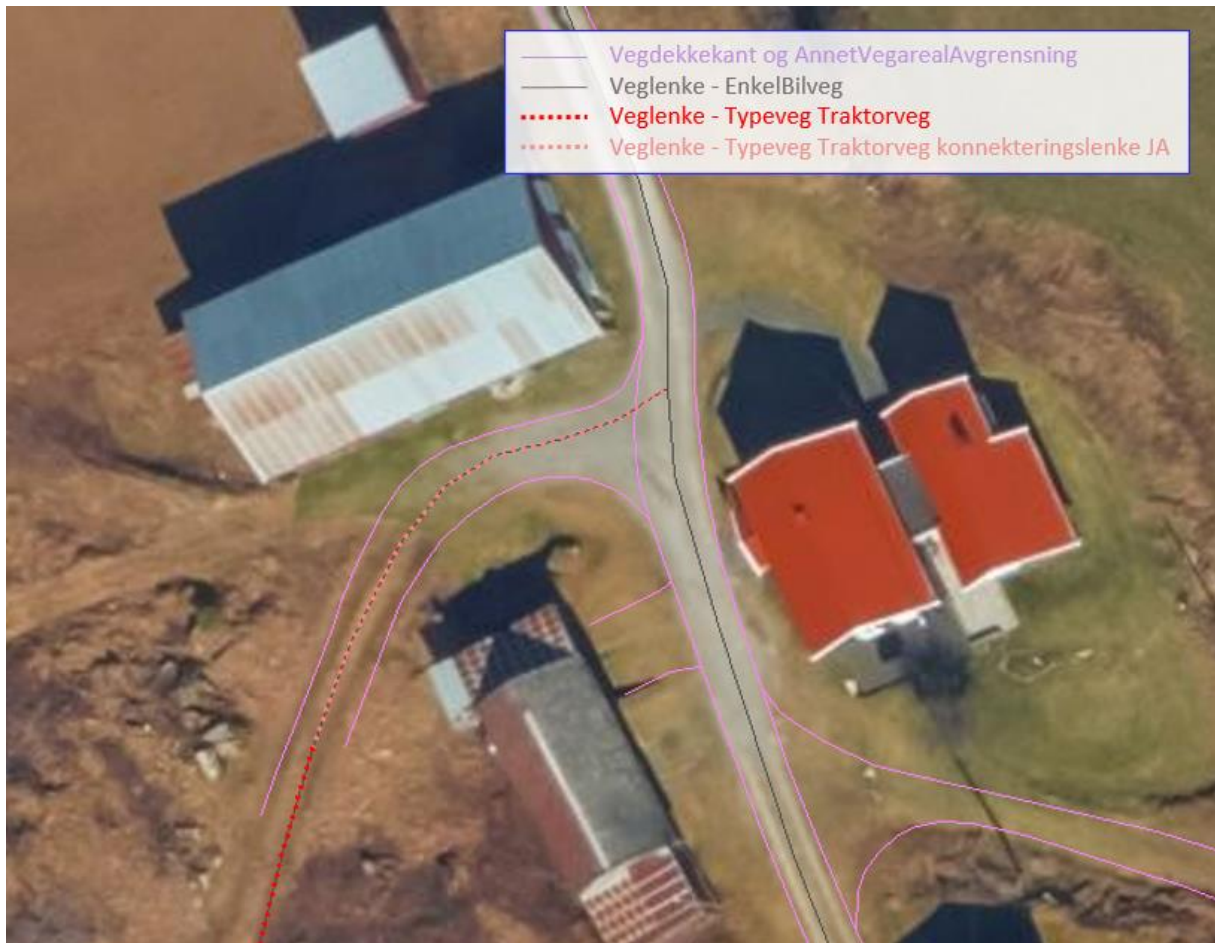 Vegdekkekant og AnnetVegarealAvgrensning
Veglenke - EnkelBilveg
Veglenke - Typeveg Traktorveg
Veglenke - Typeveg Traktorveg konnekteringslenke JA